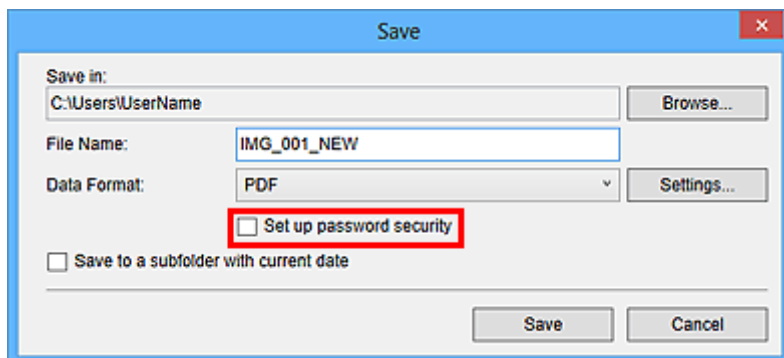 Save
Save in:
C:\Users\UserName
Browse...
File Name:
IMG_001_NEW
Data Format:
PDF
Settings...
Set up password security
Save to a subfolder with current date
Save
Cancel